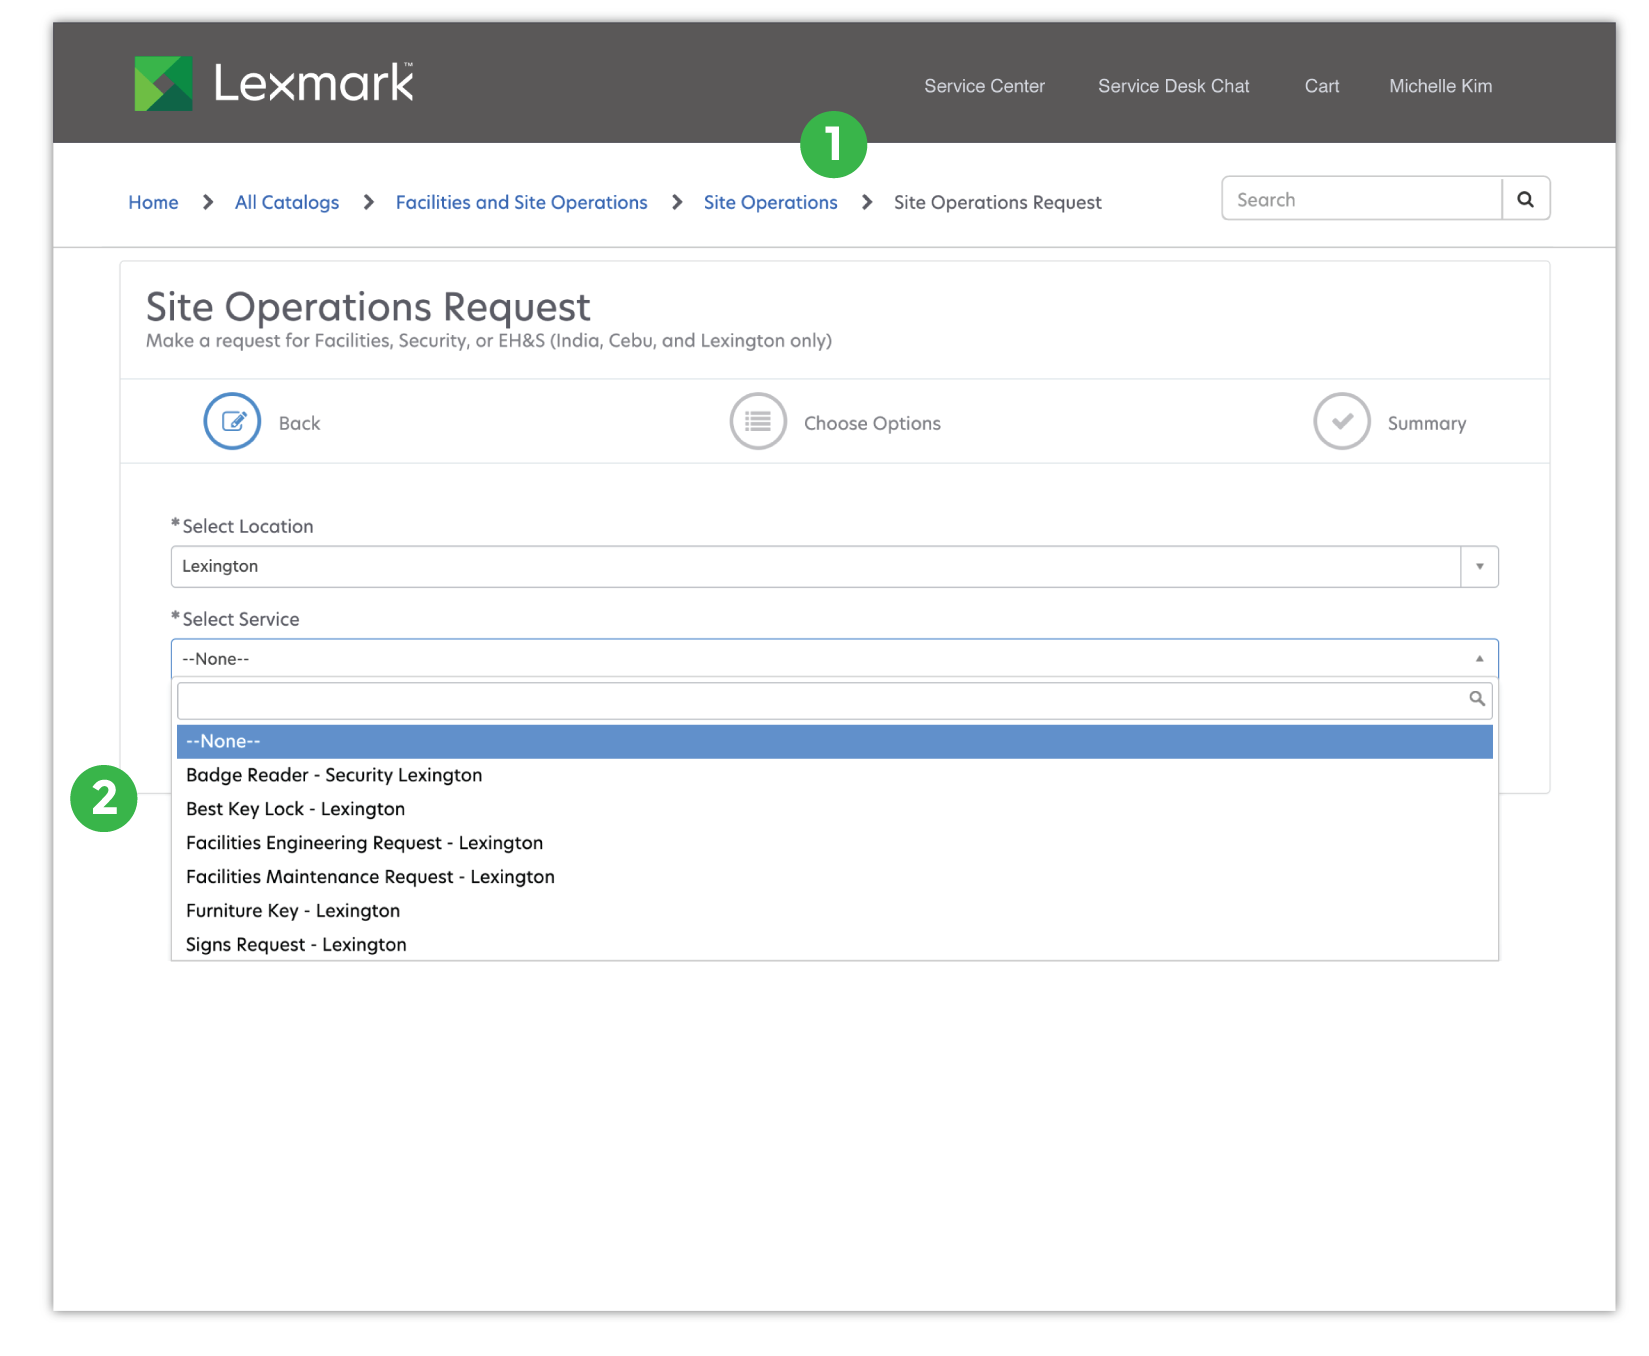 Lexmark™
Service Center Service Desk Chat Cart Michelle Kim
1
Home > All Catalogs > Facilities and Site Operations > Site Operations > Site Operations Request
Search
Site Operations Request
Make a request for Facilities, Security, or EH&S (India, Cebu, and Lexington only)
Back Choose Options Summary
*Select Location
Lexington
*Select Service
--None--
--None--
Badge Reader - Security Lexington
2
Best Key Lock - Lexington
Facilities Engineering Request - Lexington
Facilities Maintenance Request - Lexington
Furniture Key - Lexington
Signs Request - Lexington